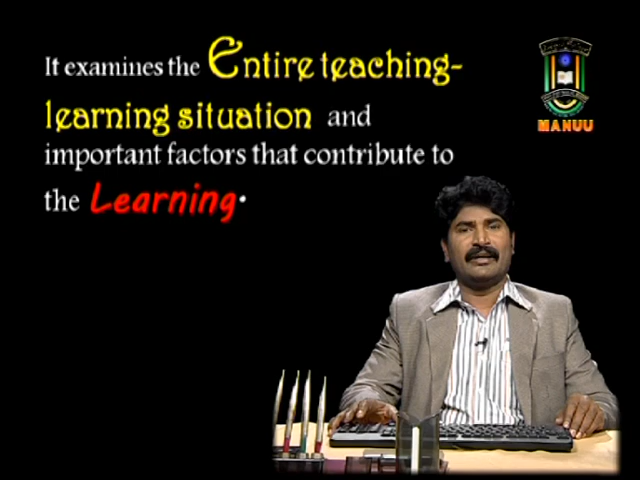 It examines the Entire teaching-
learning situation and
important factors that contribute to
the Learning.
MANUU